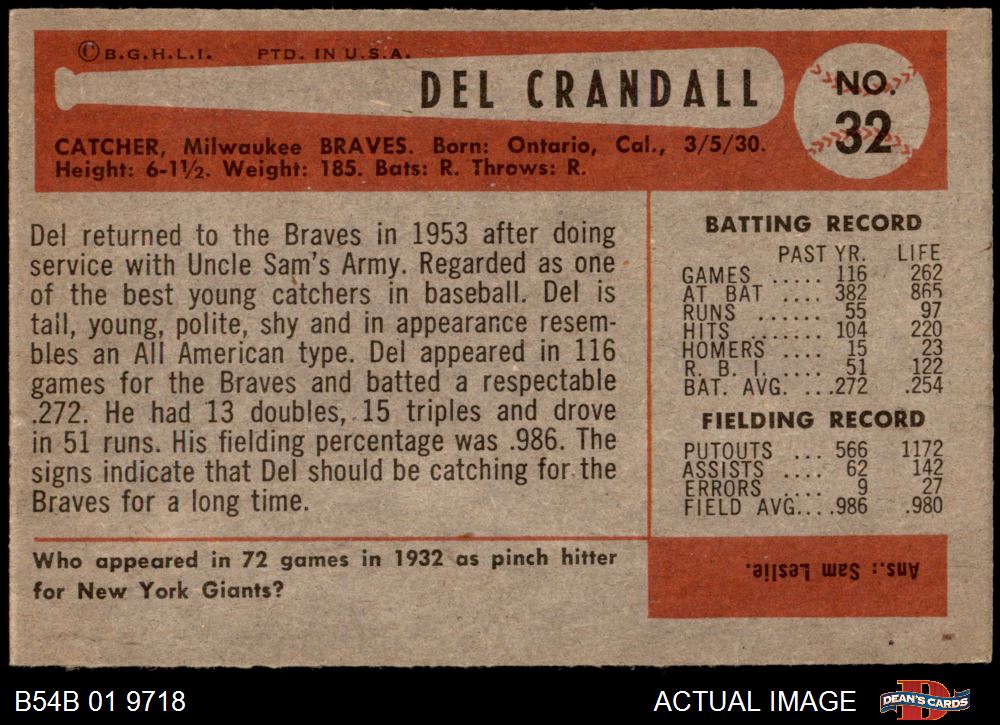 © B.G.H.L.I. PTD. IN U.S.A.
DEL CRANDALL
NO.
32
CATCHER, Milwaukee BRAVES. Born: Ontario, Cal., 3/5/30.
Height: 6-1½. Weight: 185. Bats: R. Throws: R.
Del returned to the Braves in 1953 after doing
service with Uncle Sam's Army. Regarded as one
of the best young catchers in baseball. Del is
tail, young, polite, shy and in appearance resem-
bles an All American type. Del appeared in 116
games for the Braves and batted a respectable
.272. He had 13 doubles, 15 triples and drove
in 51 runs. His fielding percentage was .986. The
signs indicate that Del should be catching for the
Braves for a long time.
BATTING RECORD
PAST YR. LIFE
GAMES ..... 116 262
AT BAT .... 382 865
RUNS ...... 55 97
HITS ....... 104 220
HOMERS .... 15 23
R. B. I. ..... 51 122
BAT. AVG. ...272 .254
FIELDING RECORD
PUTOUTS ... 566 1172
ASSISTS .... 62 142
ERRORS .... 9 27
FIELD AVG.....986 .980
Who appeared in 72 games in 1932 as pinch hitter
for New York Giants?
Ans.: Sam Leslie.
B54B 01 9718
ACTUAL IMAGE
DEAN'S CARDS